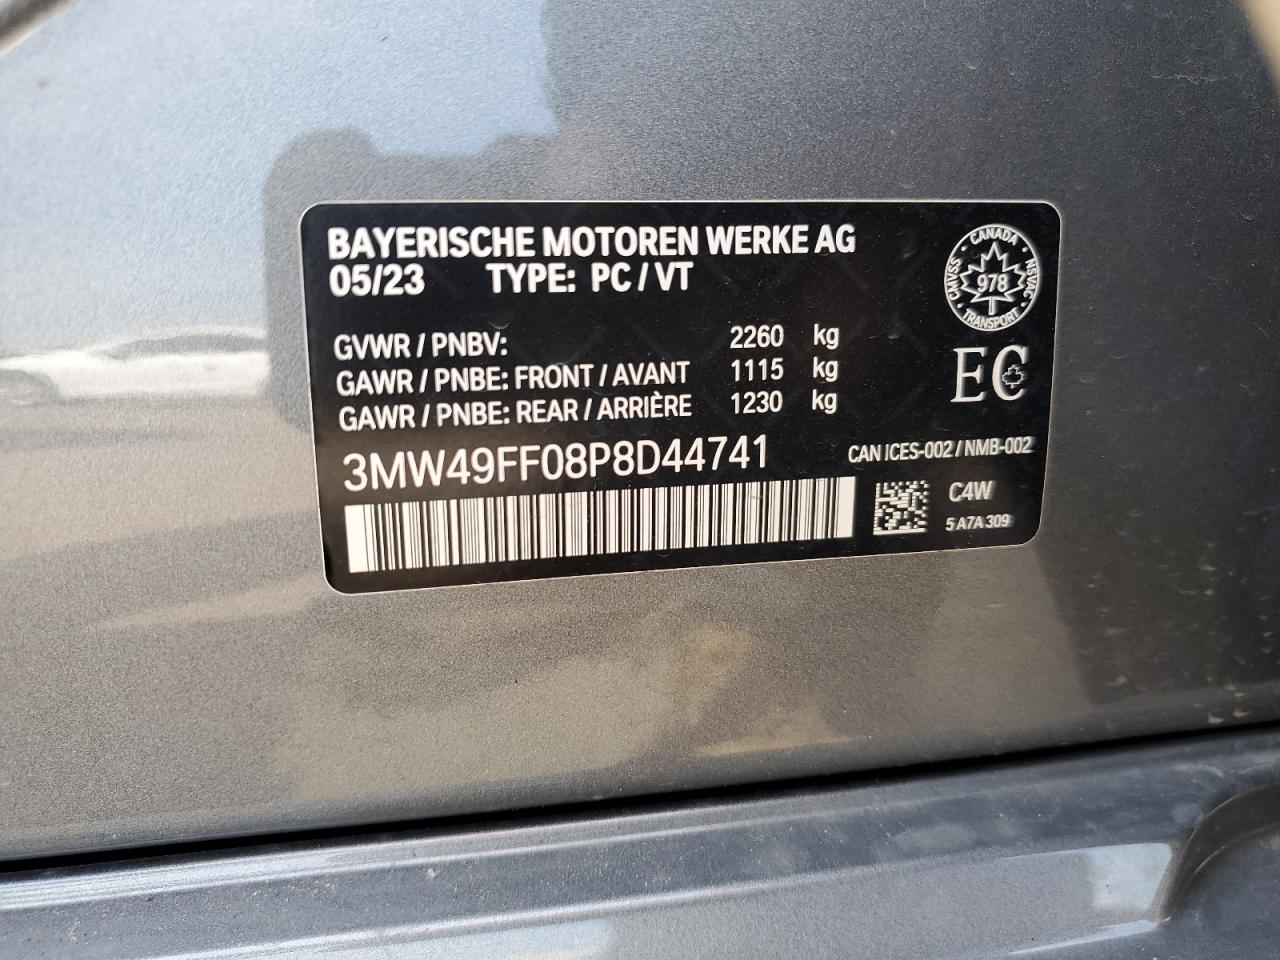 BAYERISCHE MOTOREN WERKE AG
05/23 TYPE: PC / VT
GVWR / PNBV: 2260 kg
GAWR / PNBE: FRONT / AVANT 1115 kg
GAWR / PNBE: REAR / ARRIÈRE 1230 kg
3MW49FF08P8D44741
CANADA
CMVSS 978 NSVAC
TRANSPORT
EC
CAN ICES-002 / NMB-002
C4W
5 A7A 309